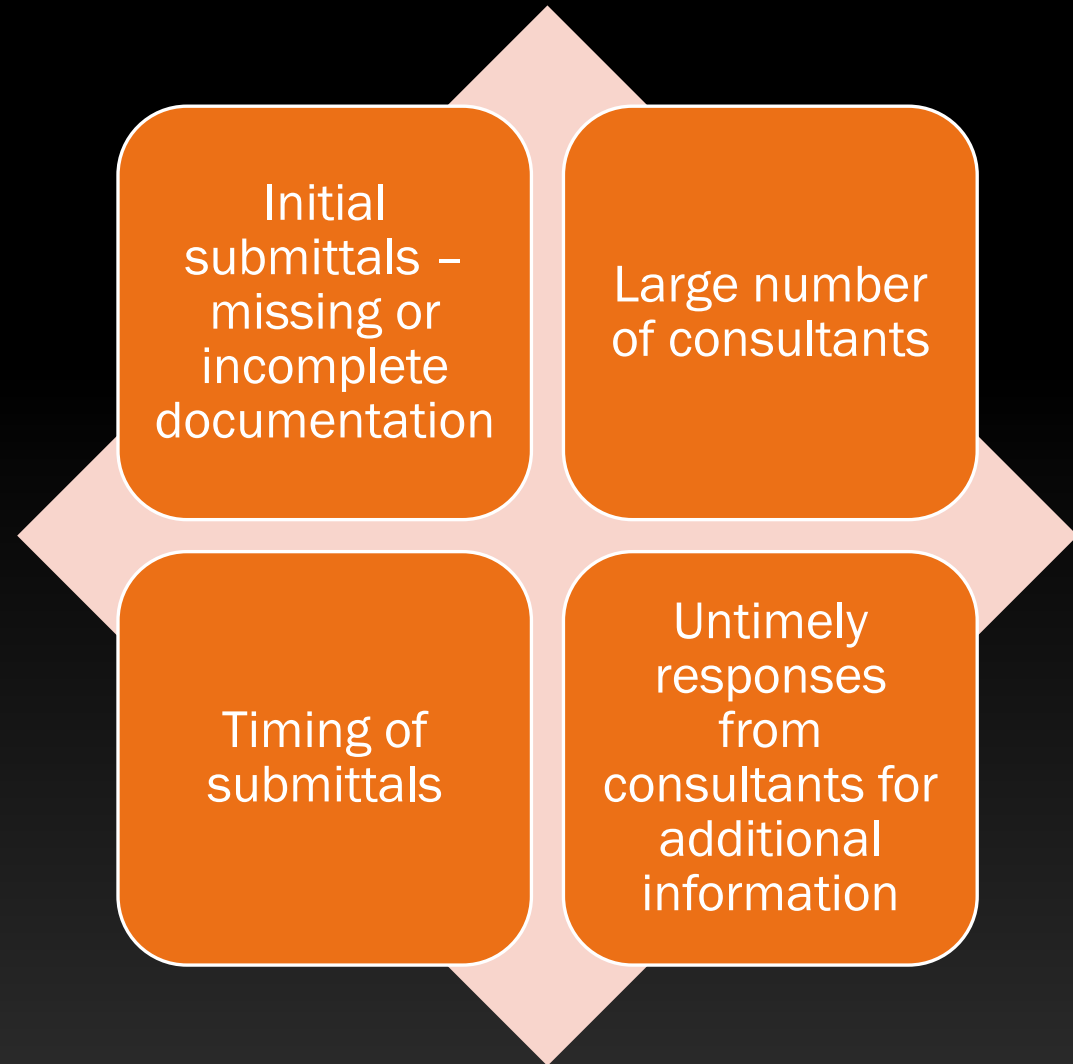 Initial
submittals –
missing or
incomplete
documentation
Large number
of consultants
Timing of
submittals
Untimely
responses
from
consultants for
additional
information